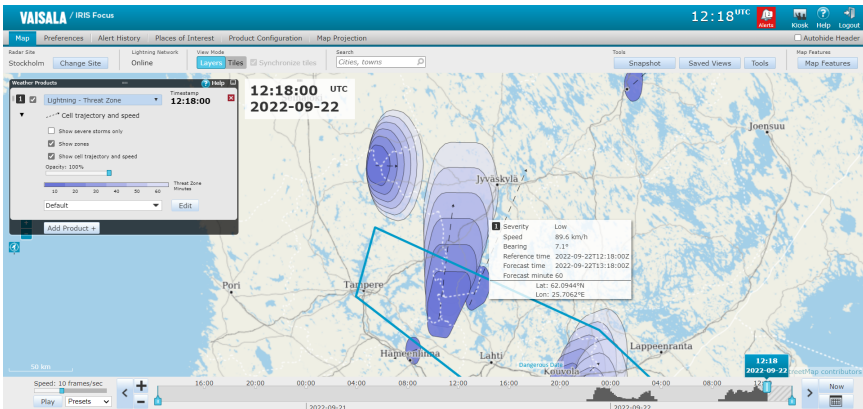 VAISALA / IRIS Focus
12:18 UTC
Alerts
Kiosk
Help
Logout
Map
Preferences
Alert History
Places of Interest
Product Configuration
Map Projection
Autohide Header
Radar Site
Lightning Network
View Mode
Search
Tools
Map Features
Stockholm
Change Site
Online
Layers
Tiles
Synchronize tiles
Cities, towns
Snapshot
Saved Views
Tools
Map Features
Weather Products
Help
1
Lightning - Threat Zone
Timestamp
12:18:00
Cell trajectory and speed
Show severe storms only
Show zones
Show cell trajectory and speed
Opacity: 100%
10 20 30 40 50 60
Threat Zone
Minutes
Default
Edit
Add Product +
12:18:00 UTC
2022-09-22
Joensuu
Jyväskylä
1 Severity Low
Speed 89.6 km/h
Bearing 7.1°
Reference time 2022-09-22T12:18:00Z
Forecast time 2022-09-22T13:18:00Z
Forecast minute 60
Lat: 62.0944°N
Lon: 25.7062°E
Pori
Tampere
Hämeenlinna
Lahti
Lappeenranta
Kouvola
50 km
12:18
2022-09-22
contributors
Speed: 10 frames/sec
Play
Presets
16:00 20:00 00:00 04:00 08:00 12:00 16:00 20:00 00:00 04:00 08:00
2022-09-21
2022-09-22
Now